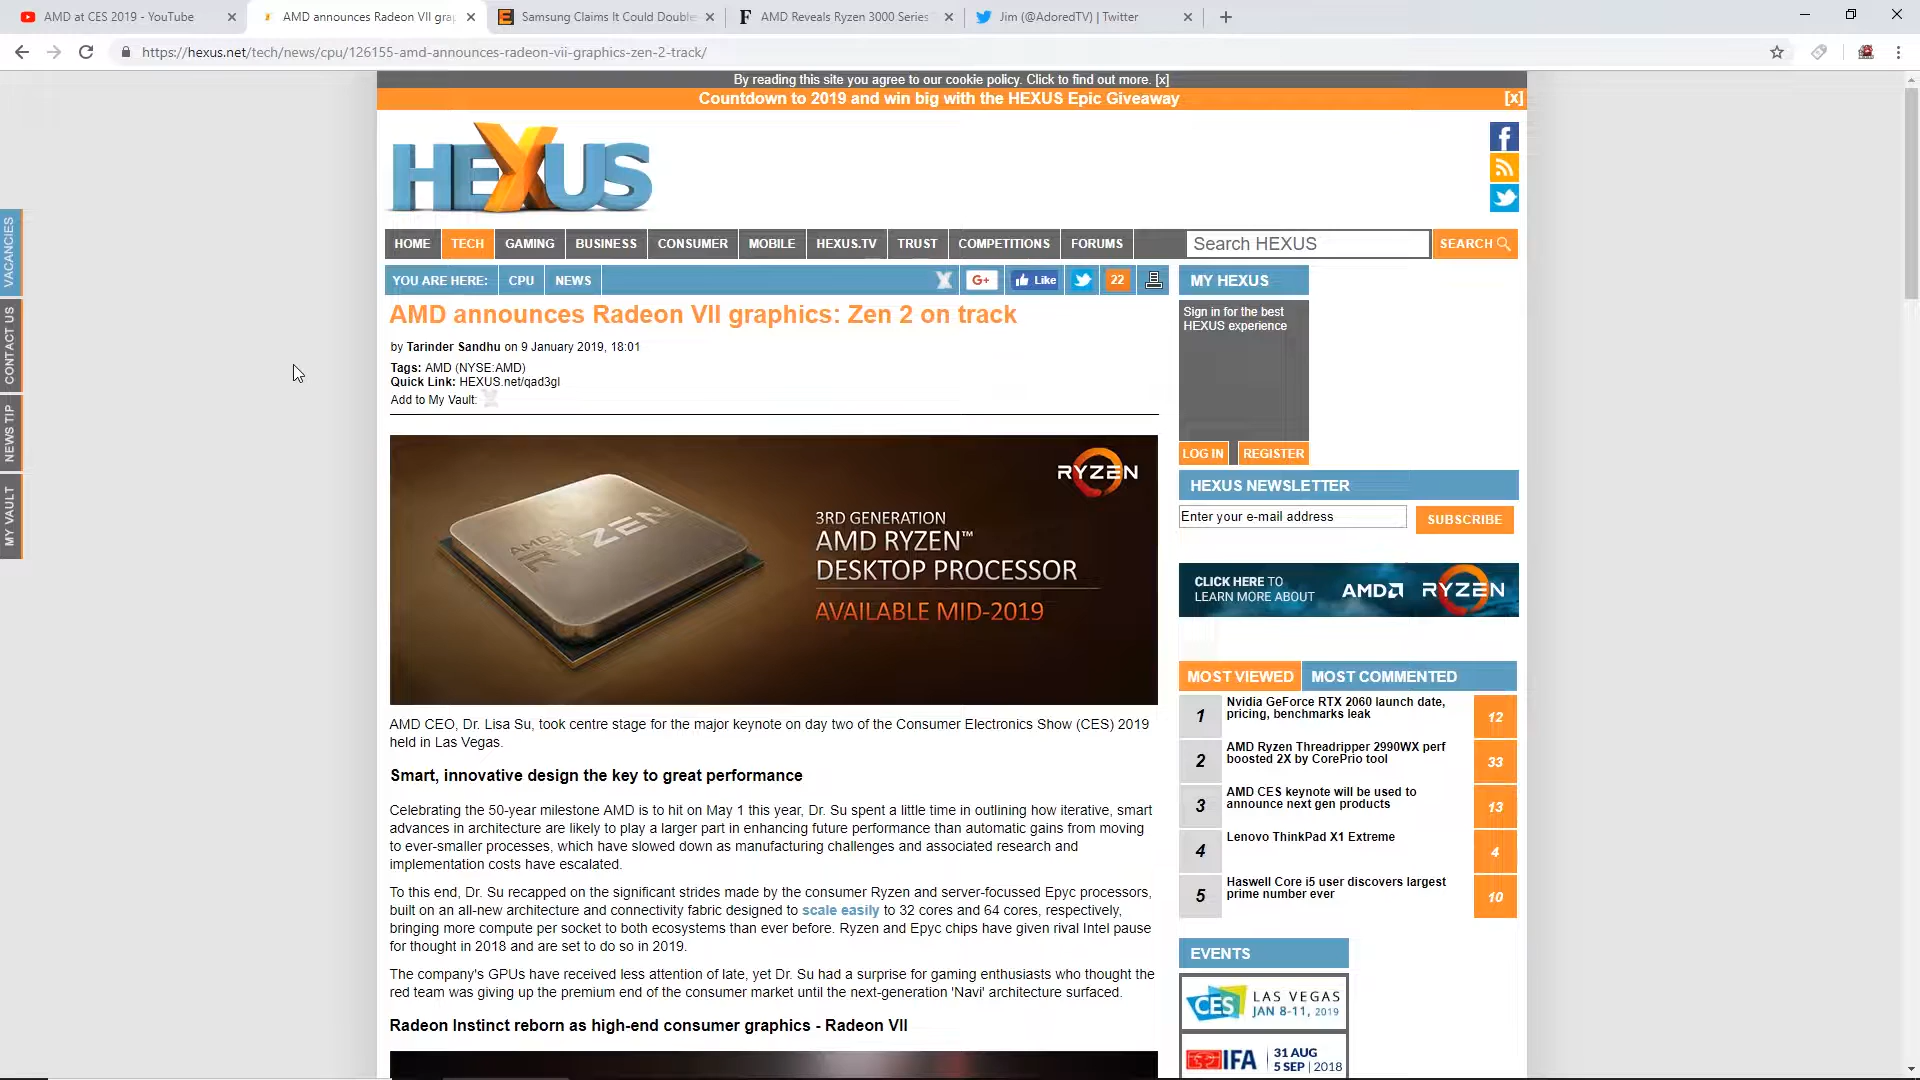 AMD at CES 2019 - YouTube
AMD announces Radeon VII grap
Samsung Claims It Could Double
AMD Reveals Ryzen 3000 Series
Jim (@AdoredTV) | Twitter
https://hexus.net/tech/news/cpu/126155-amd-announces-radeon-vii-graphics-zen-2-track/
By reading this site you agree to our cookie policy. Click to find out more. [x]
Countdown to 2019 and win big with the HEXUS Epic Giveaway
[x]
HEXUS
VACANCIES
CONTACT US
NEWS TIP
MY VAULT
HOME TECH GAMING BUSINESS CONSUMER MOBILE HEXUS.TV TRUST COMPETITIONS FORUMS
Search HEXUS
SEARCH
YOU ARE HERE: CPU NEWS
G+ Like 22
AMD announces Radeon VII graphics: Zen 2 on track
by Tarinder Sandhu on 9 January 2019, 18:01
Tags: AMD (NYSE:AMD)
Quick Link: HEXUS.net/qad3gl
Add to My Vault:
AMD RYZEN
RYZEN
3RD GENERATION
AMD RYZEN™
DESKTOP PROCESSOR
AVAILABLE MID-2019
AMD CEO, Dr. Lisa Su, took centre stage for the major keynote on day two of the Consumer Electronics Show (CES) 2019
held in Las Vegas.
Smart, innovative design the key to great performance
Celebrating the 50-year milestone AMD is to hit on May 1 this year, Dr. Su spent a little time in outlining how iterative, smart
advances in architecture are likely to play a larger part in enhancing future performance than automatic gains from moving
to ever-smaller processes, which have slowed down as manufacturing challenges and associated research and
implementation costs have escalated.
To this end, Dr. Su recapped on the significant strides made by the consumer Ryzen and server-focussed Epyc processors,
built on an all-new architecture and connectivity fabric designed to scale easily to 32 cores and 64 cores, respectively,
bringing more compute per socket to both ecosystems than ever before. Ryzen and Epyc chips have given rival Intel pause
for thought in 2018 and are set to do so in 2019.
The company's GPUs have received less attention of late, yet Dr. Su had a surprise for gaming enthusiasts who thought the
red team was giving up the premium end of the consumer market until the next-generation 'Navi' architecture surfaced.
Radeon Instinct reborn as high-end consumer graphics - Radeon VII
MY HEXUS
Sign in for the best
HEXUS experience
LOG IN REGISTER
HEXUS NEWSLETTER
Enter your e-mail address
SUBSCRIBE
CLICK HERE TO
LEARN MORE ABOUT
AMD RYZEN
MOST VIEWED MOST COMMENTED
1 Nvidia GeForce RTX 2060 launch date,
pricing, benchmarks leak 12
2 AMD Ryzen Threadripper 2990WX perf
boosted 2X by CorePrio tool 33
3 AMD CES keynote will be used to
announce next gen products 13
4 Lenovo ThinkPad X1 Extreme 4
5 Haswell Core i5 user discovers largest
prime number ever 10
EVENTS
CES LAS VEGAS
JAN 8-11, 2019
IFA 31 AUG
5 SEP | 2018